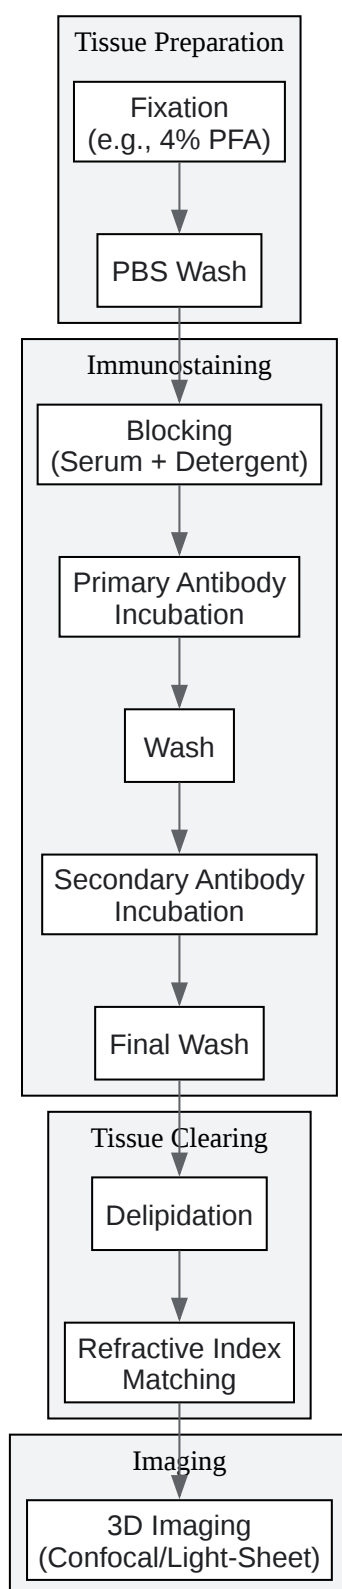 Tissue Preparation
Fixation
(e.g., 4% PFA)
PBS Wash
Immunostaining
Blocking
(Serum + Detergent)
Primary Antibody
Incubation
Wash
Secondary Antibody
Incubation
Final Wash
Tissue Clearing
Delipidation
Refractive Index
Matching
Imaging
3D Imaging
(Confocal/Light-Sheet)